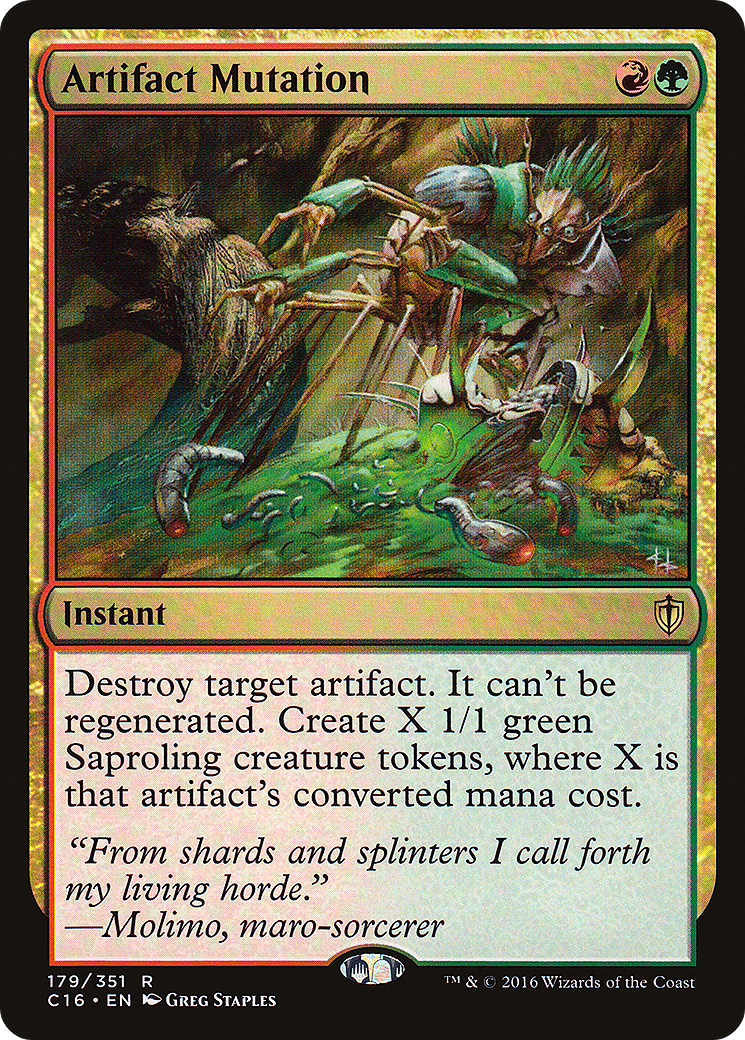 Artifact Mutation
Instant
Destroy target artifact. It can't be
regenerated. Create X 1/1 green
Saproling creature tokens, where X is
that artifact's converted mana cost.
“From shards and splinters I call forth
my living horde.”
—Molimo, maro-sorcerer
179/351 R
C16 • EN Greg Staples
™ & © 2016 Wizards of the Coast